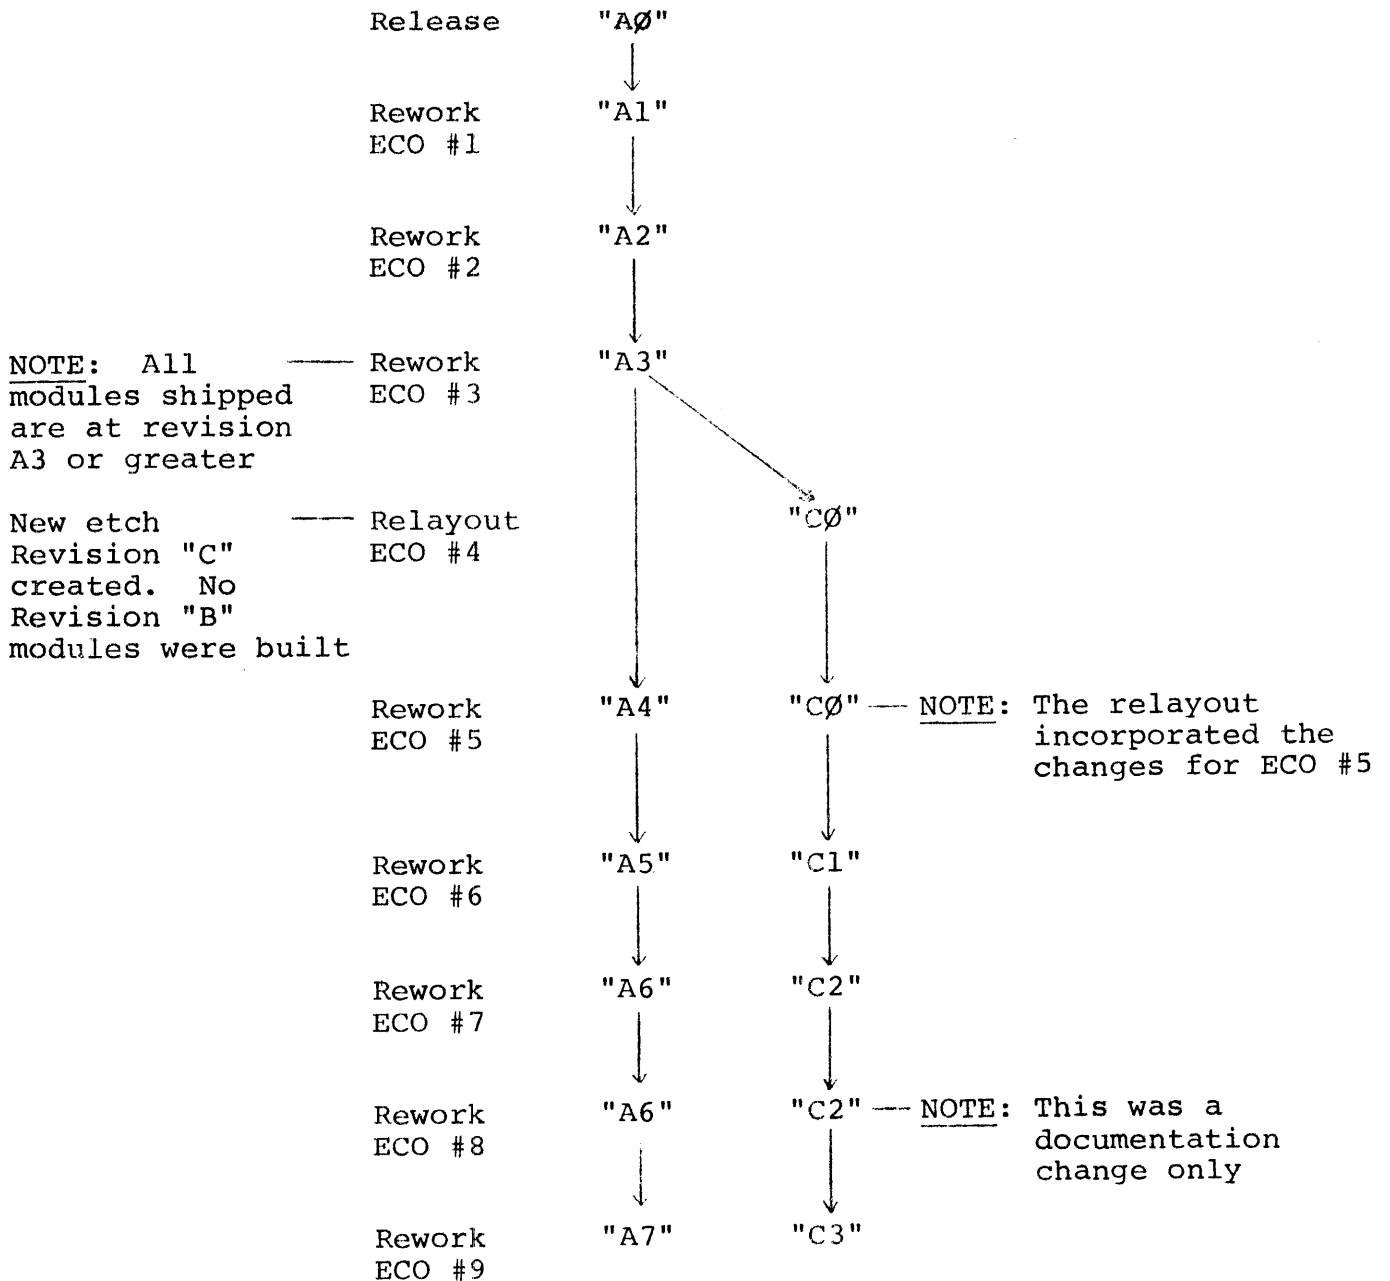 Release "AØ"
Rework "A1"
ECO #1
Rework "A2"
ECO #2
NOTE: All
modules shipped
are at revision
A3 or greater
Rework "A3"
ECO #3
New etch
Revision "C"
created. No
Revision "B"
modules were built
Relayout "CØ"
ECO #4
Rework "A4" "CØ"
ECO #5
NOTE: The relayout
incorporated the
changes for ECO #5
Rework "A5" "C1"
ECO #6
Rework "A6" "C2"
ECO #7
Rework "A6" "C2"
ECO #8
NOTE: This was a
documentation
change only
Rework "A7" "C3"
ECO #9